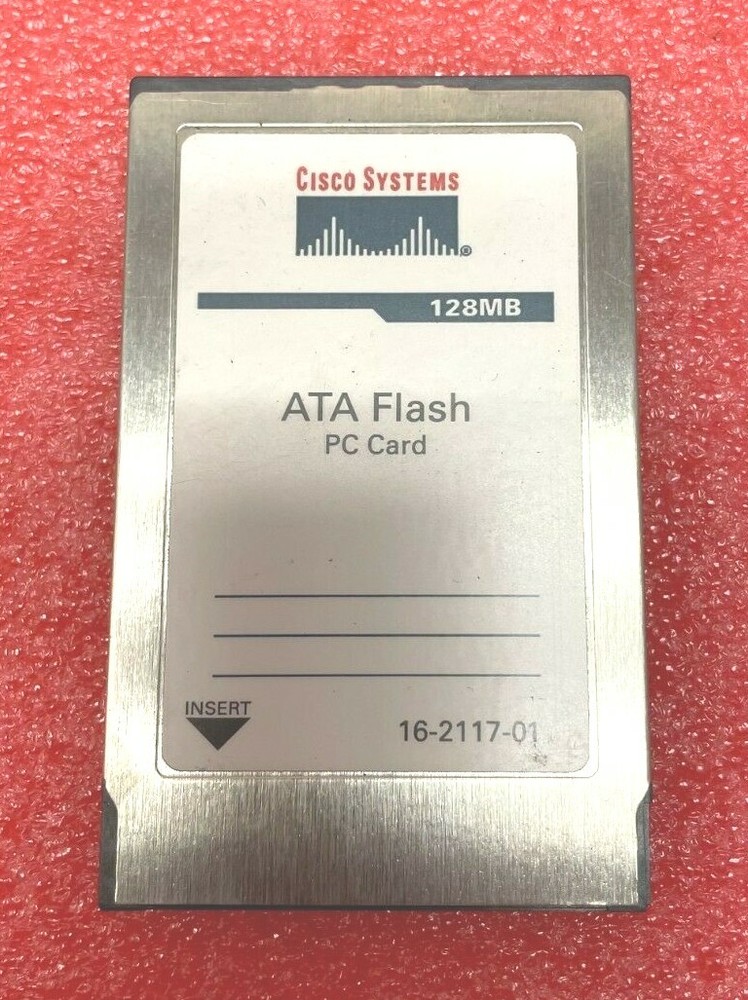 CISCO SYSTEMS
®
128MB
ATA Flash
PC Card
INSERT
16-2117-01